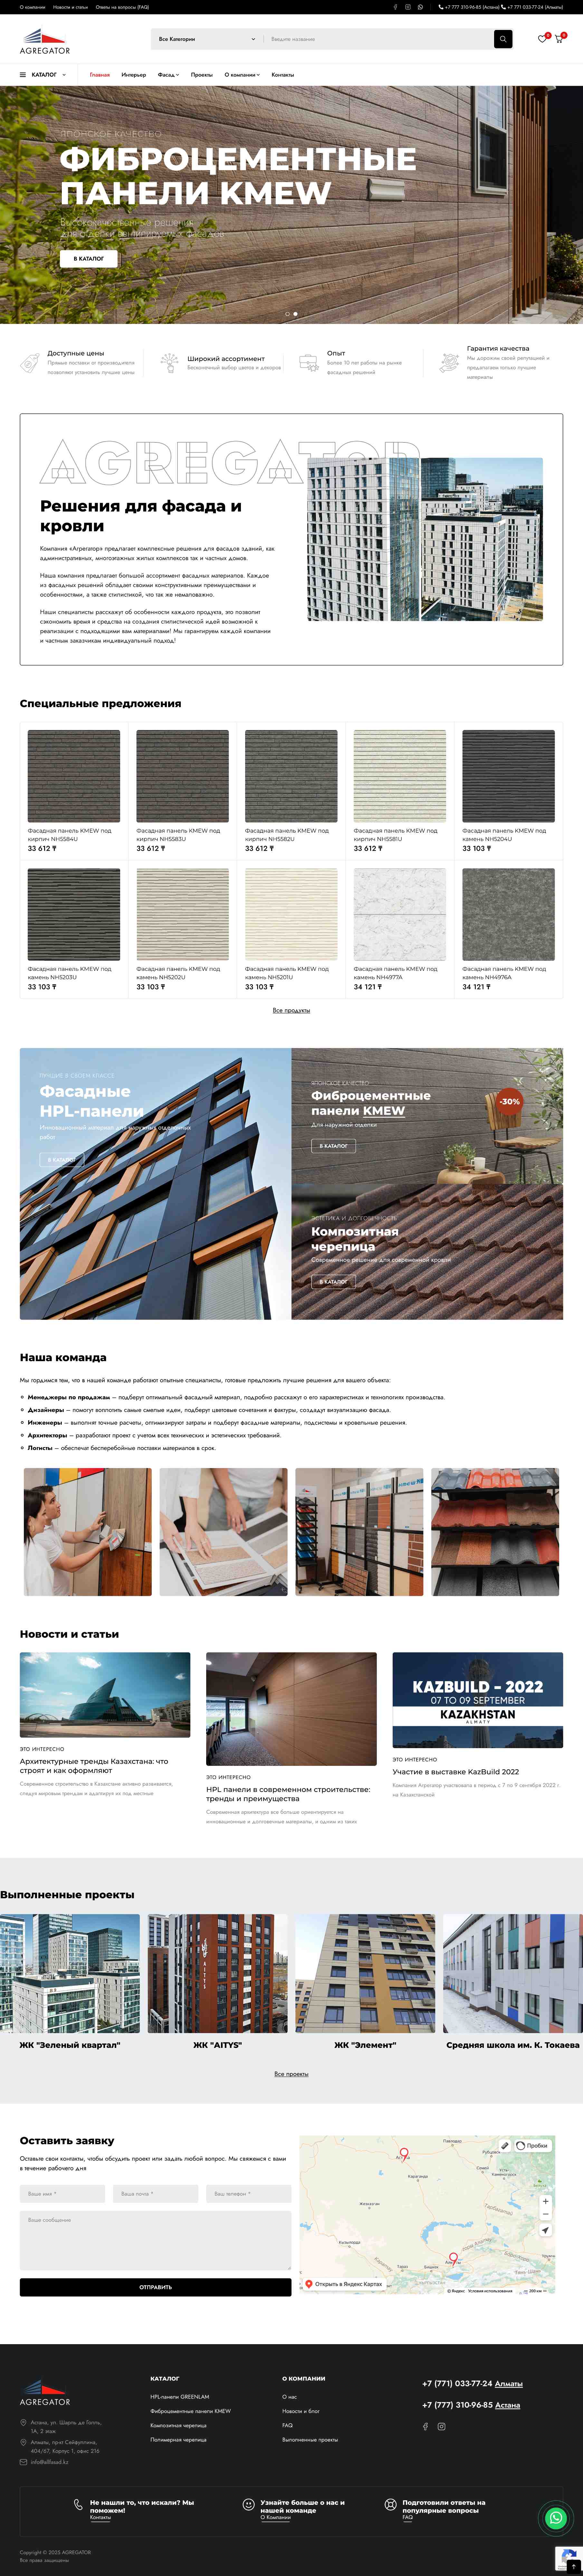 О компании
Новости и статьи
Ответы на вопросы (FAQ)
+7 777 310-96-85 (Астана)
+7 771 033-77-24 (Алматы)
AGREGATOR
Все Категории
Введите название
0
0
КАТАЛОГ
Главная
Интерьер
Фасад
Проекты
О компании
Контакты
ЯПОНСКОЕ КАЧЕСТВО
ФИБРОЦЕМЕНТНЫЕ
ПАНЕЛИ KMEW
Высококачественные решения
для отделки вентилируемых фасадов
В КАТАЛОГ
Доступные цены
Прямые поставки от производителя
позволяют установить лучшие цены
Широкий ассортимент
Бесконечный выбор цветов и декоров
Опыт
Более 10 лет работы на рынке
фасадных решений
Гарантия качества
Мы дорожим своей репутацией и
предлагаем только лучшие
материалы
AGREGATOR
Решения для фасада и
кровли
Компания «Агрегатор» предлагает комплексные решения для фасадов зданий, как
административных, многоэтажных жилых комплексов так и частных домов.
Наша компания предлагает большой ассортимент фасадных материалов. Каждое
из фасадных решений обладает своими конструктивными преимуществами и
особенностями, а также стилистикой, что так же немаловажно.
Наши специалисты расскажут об особенности каждого продукта, это позволит
сэкономить время и средства на создания стилистической идей возможной к
реализации с подходящими вам материалами! Мы гарантируем каждой компании
и частным заказчикам индивидуальный подход!
Специальные предложения
Фасадная панель KMEW под
кирпич NH5584U
33 612 ₸
Фасадная панель KMEW под
кирпич NH5583U
33 612 ₸
Фасадная панель KMEW под
кирпич NH5582U
33 612 ₸
Фасадная панель KMEW под
кирпич NH5581U
33 612 ₸
Фасадная панель KMEW под
камень NH5204U
33 103 ₸
Фасадная панель KMEW под
камень NH5203U
33 103 ₸
Фасадная панель KMEW под
камень NH5202U
33 103 ₸
Фасадная панель KMEW под
камень NH5201U
33 103 ₸
Фасадная панель KMEW под
камень NH4977A
34 121 ₸
Фасадная панель KMEW под
камень NH4976A
34 121 ₸
Все продукты
ЛУЧШИЕ В СВОЕМ КЛАССЕ
Фасадные
HPL-панели
Инновационный материал для наружных отделочных
работ
В КАТАЛОГ
ЯПОНСКОЕ КАЧЕСТВО
Фиброцементные
панели KMEW
Для наружной отделки
В КАТАЛОГ
-30%
ЭСТЕТИКА И ДОЛГОВЕЧНОСТЬ
Композитная
черепица
Современное решение для современной кровли
В КАТАЛОГ
Наша команда
Мы гордимся тем, что в нашей команде работают опытные специалисты, готовые предложить лучшие решения для вашего объекта:
Менеджеры по продажам – подберут оптимальный фасадный материал, подробно расскажут о его характеристиках и технологиях производства.
Дизайнеры – помогут воплотить самые смелые идеи, подберут цветовые сочетания и фактуры, создадут визуализацию фасада.
Инженеры – выполнят точные расчеты, оптимизируют затраты и подберут фасадные материалы, подсистемы и кровельные решения.
Архитекторы – разработают проект с учетом всех технических и эстетических требований.
Логисты – обеспечат бесперебойные поставки материалов в срок.
Новости и статьи
ЭТО ИНТЕРЕСНО
Архитектурные тренды Казахстана: что
строят и как оформляют
Современное строительство в Казахстане активно развивается,
следуя мировым трендам и адаптируя их под местные
ЭТО ИНТЕРЕСНО
HPL панели в современном строительстве:
тренды и преимущества
Современная архитектура все больше ориентируется на
инновационные и долговечные материалы, и одним из таких
KAZBUILD - 2022
07 TO 09 SEPTEMBER
KAZAKHSTAN
ALMATY
ЭТО ИНТЕРЕСНО
Участие в выставке KazBuild 2022
Компания Агрегатор участвовала в период с 7 по 9 сентября 2022 г.
на Казахстанской
Выполненные проекты
AITYS
ЖК "Зеленый квартал"
ЖК "AITYS"
ЖК "Элемент"
Средняя школа им. К. Токаева
Все проекты
Оставить заявку
Оставьте свои контакты, чтобы обсудить проект или задать любой вопрос. Мы свяжемся с вами
в течение рабочего дня
Ваше имя *
Ваша почта *
Ваш телефон *
Ваше сообщение
ОТПРАВИТЬ
Пробки
Павлодар
Астана
Караганда
Жезказган
Кызылорда
Тараз
Бишкек
Алматы
Открыть в Яндекс Картах
© Яндекс
Условия использования
200 км
AGREGATOR
Астана, ул. Шарль де Голль,
1А, 2 этаж
Алматы, пр-кт Сейфуллина,
404/67, Корпус 1, офис 216
info@allfasad.kz
КАТАЛОГ
HPL-панели GREENLAM
Фиброцементные панели KMEW
Композитная черепица
Полимерная черепица
О КОМПАНИИ
О нас
Новости и блог
FAQ
Выполненные проекты
+7 (771) 033-77-24 Алматы
+7 (777) 310-96-85 Астана
Не нашли то, что искали? Мы
поможем!
Контакты
Узнайте больше о нас и
нашей команде
О Компании
Подготовили ответы на
популярные вопросы
FAQ
Copyright © 2025 AGREGATOR
Все права защищены